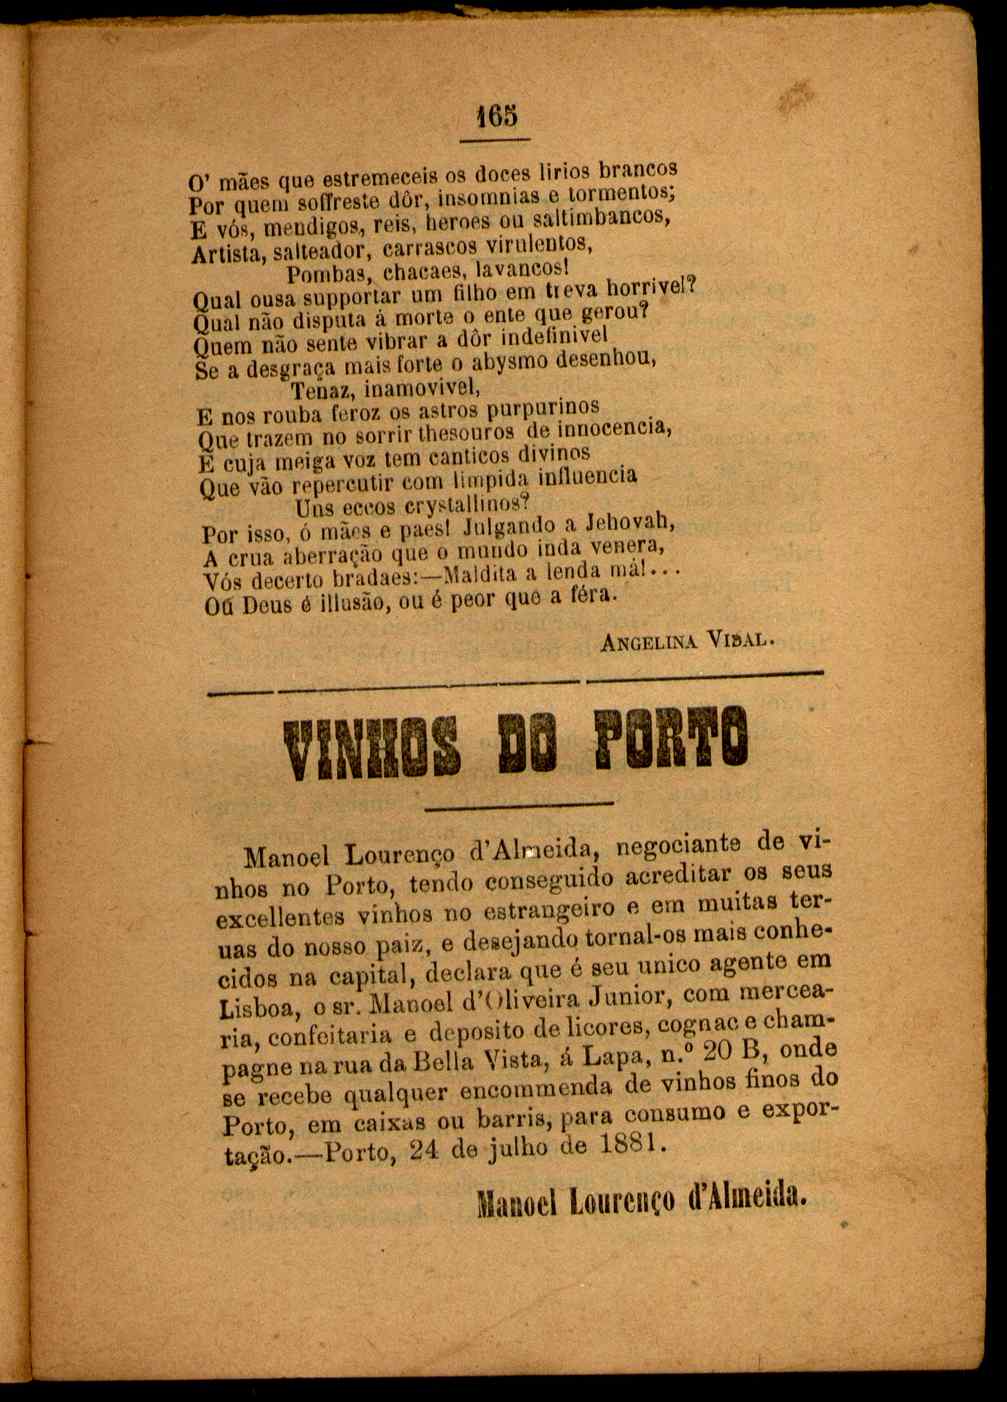 165
O' mães que estremeceis os doces lirios brancos
Por quem soffreste dôr, insomnias e tormentos;
E vós, mendigos, reis, heroes ou saltimbancos,
Artista, salteador, carrascos virulentos,
Pombas, chacaes, lavancos!
Qual ousa supportar um filho em treva horrivel?
Qual não disputa á morte o ente que gerou?
Quem não sente vibrar a dôr indefinivel
Se a desgraça mais forte o abysmo desenhou,
Tenaz, inamovivel,
E nos rouba feroz os astros purpurinos
Que trazem no sorrir thesouros de innocencia,
E cuja meiga voz tem canticos divinos
Que vão repercutir com limpida influencia
Uns eccos crystallinos?
Por isso, ó mães e paes! Julgando a Jehovah,
A crua aberração que o mundo inda venera,
Vós decerto bradaes:—Maldita a lenda má!...
Ou Deus é illusão, ou é peor que a féra.
ANGELINA VIDAL.
VINHOS DO PORTO
Manoel Lourenço d'Almeida, negociante de vi-
nhos no Porto, tendo conseguido acreditar os seus
excellentes vinhos no estrangeiro e em muitas ter-
uas do nosso paiz, e desejando tornal-os mais conhe-
cidos na capital, declara que é seu unico agente em
Lisboa, o sr. Manoel d'Oliveira Junior, com mercea-
ria, confeitaria e deposito de licores, cognac e cham-
pagne na rua da Bella Vista, á Lapa, n.º 20 B, onde
se recebe qualquer encommenda de vinhos finos do
Porto, em caixas ou barris, para consumo e expor-
tação.—Porto, 24 de julho de 1881.
Manoel Lourenço d'Almeida.